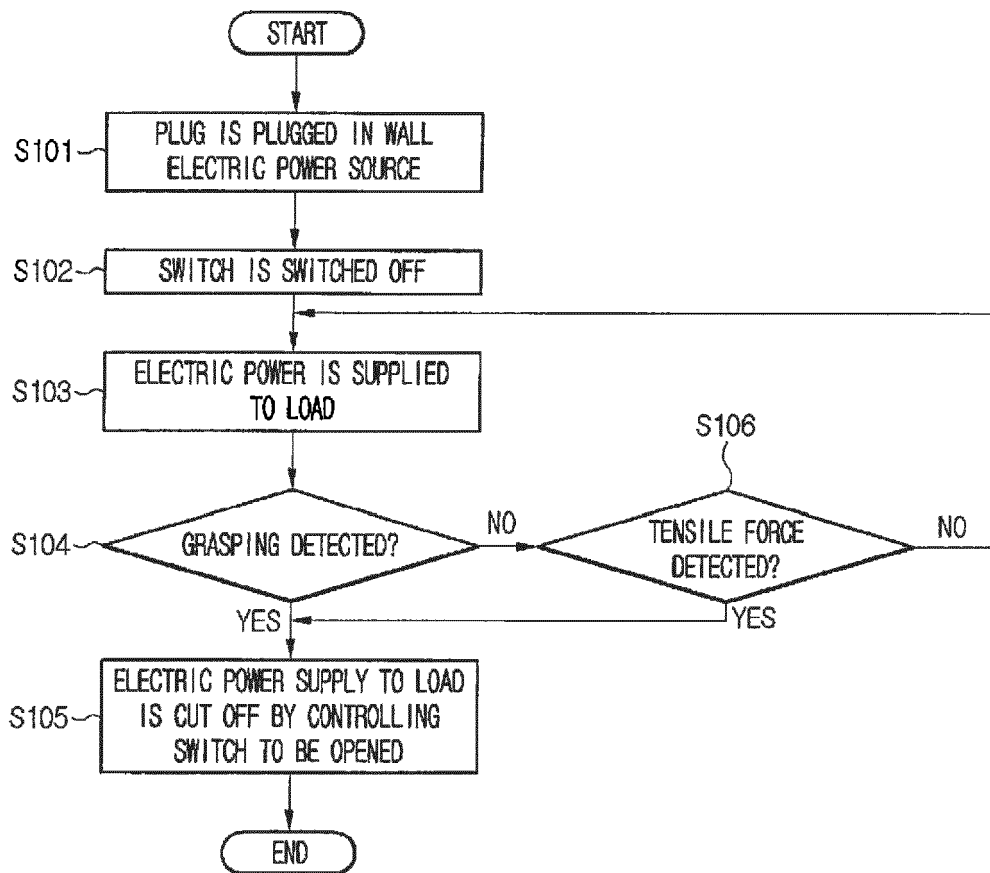 START
S101
PLUG IS PLUGGED IN WALL
ELECTRIC POWER SOURCE
S102
SWITCH IS SWITCHED OFF
S103
ELECTRIC POWER IS SUPPLIED
TO LOAD
S106
S104
GRASPING DETECTED?
NO
TENSILE FORCE
DETECTED?
NO
YES
YES
S105
ELECTRIC POWER SUPPLY TO LOAD
IS CUT OFF BY CONTROLLING
SWITCH TO BE OPENED
END